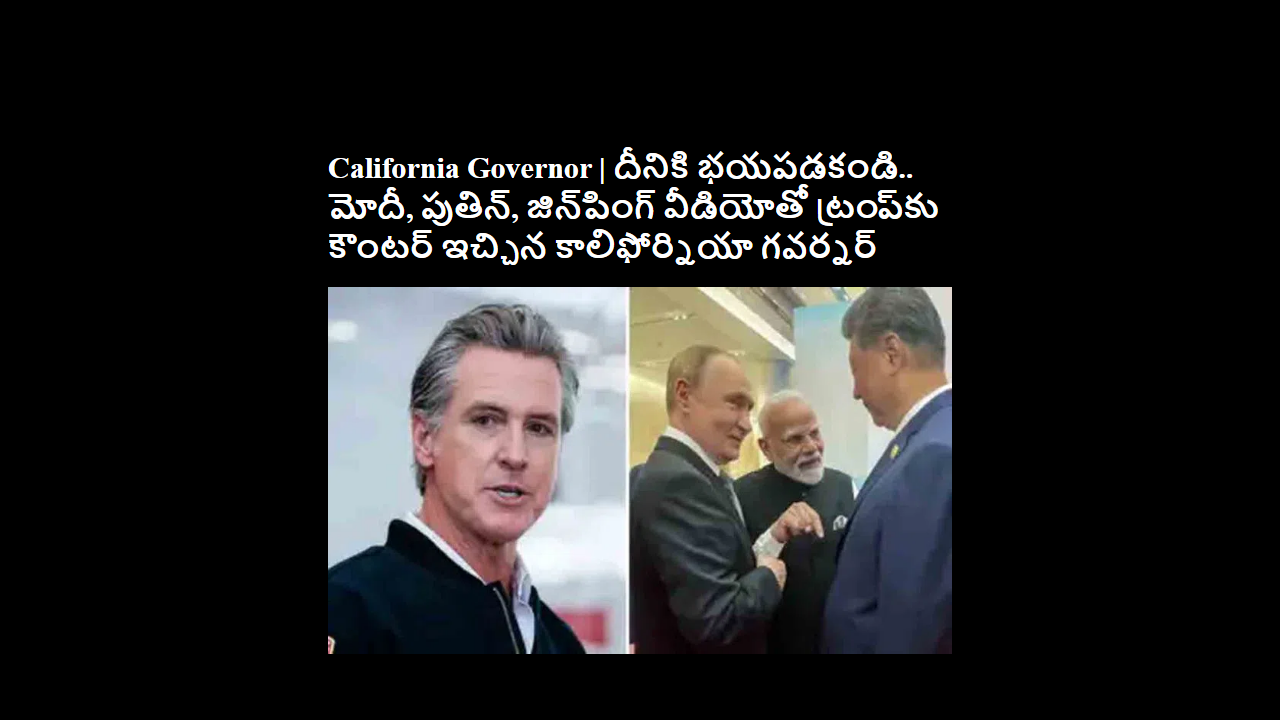 California Governor | దీనికి భయపడకండి..
మోదీ, పుతిన్, జిన్‌పింగ్ వీడియోతో ట్రంప్‌కు
కౌంటర్ ఇచ్చిన కాలిఫోర్నియా గవర్నర్